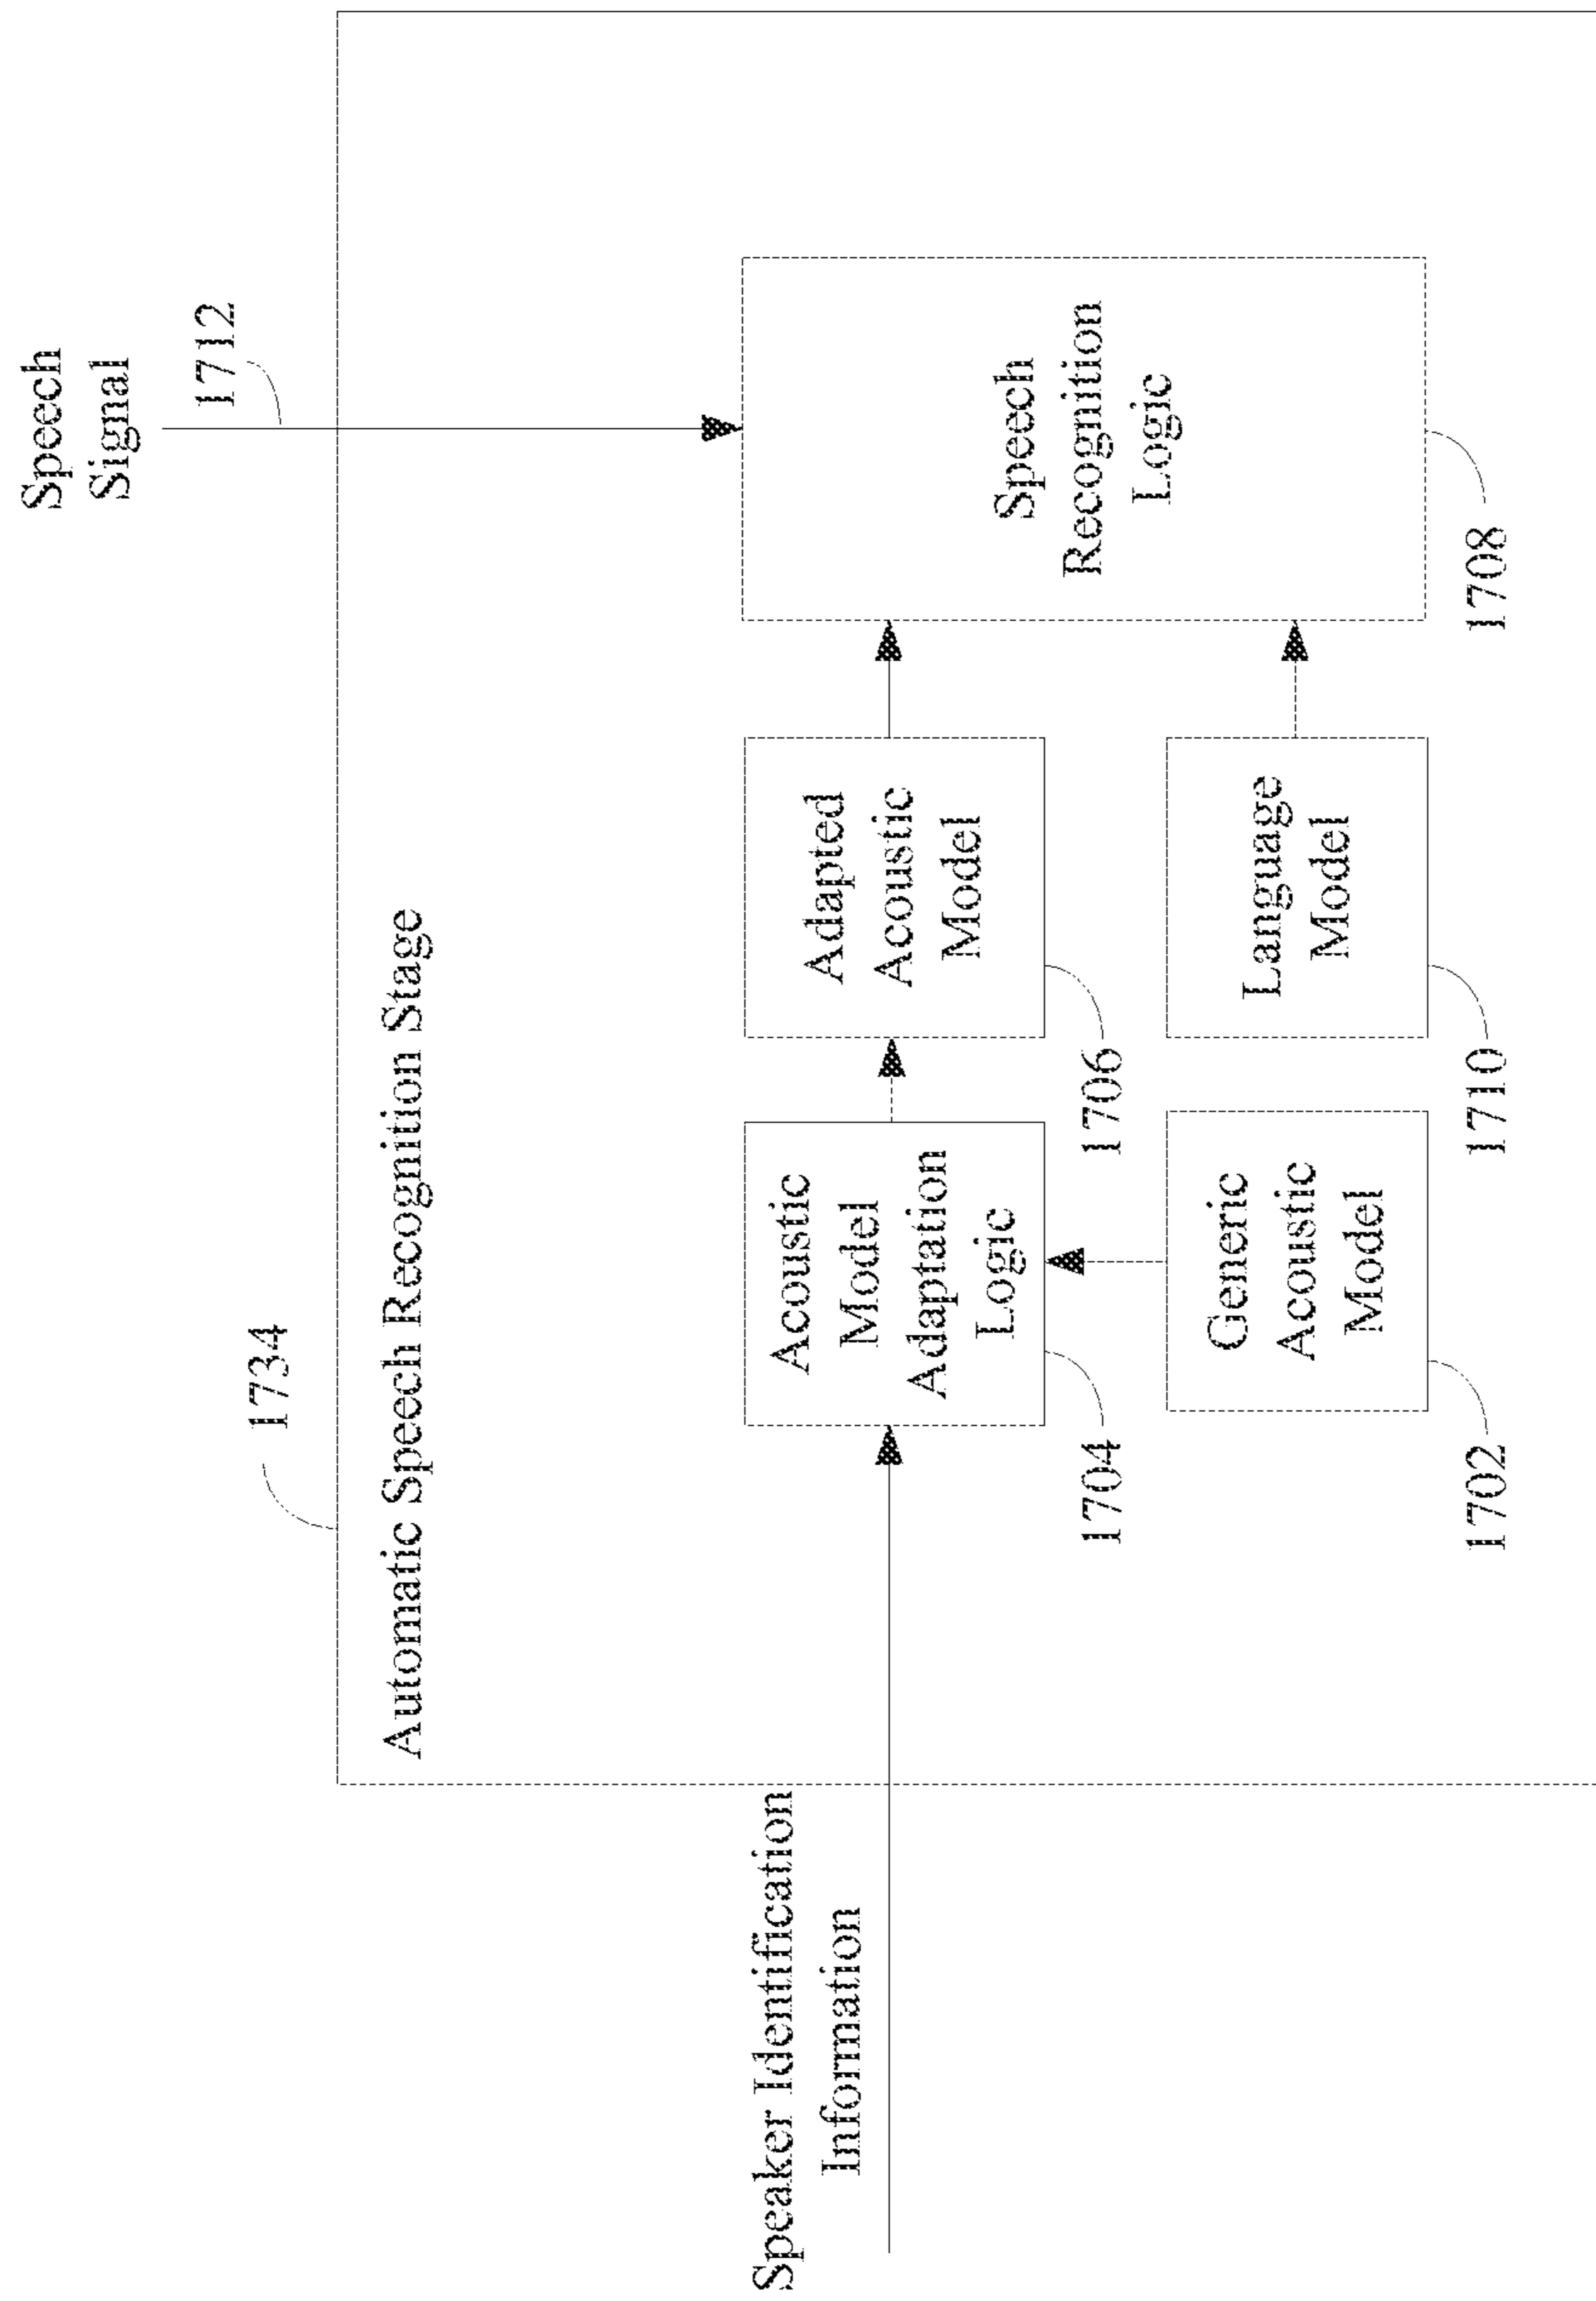 Speaker Identification
Information
1734
Automatic Speech Recognition Stage
Speech
Signal
1712
Acoustic
Model
Adaptation
Logic
1704
Adapted
Acoustic
Model
1706
Speech
Recognition
Logic
1708
Generic
Acoustic
Model
1702
Language
Model
1710